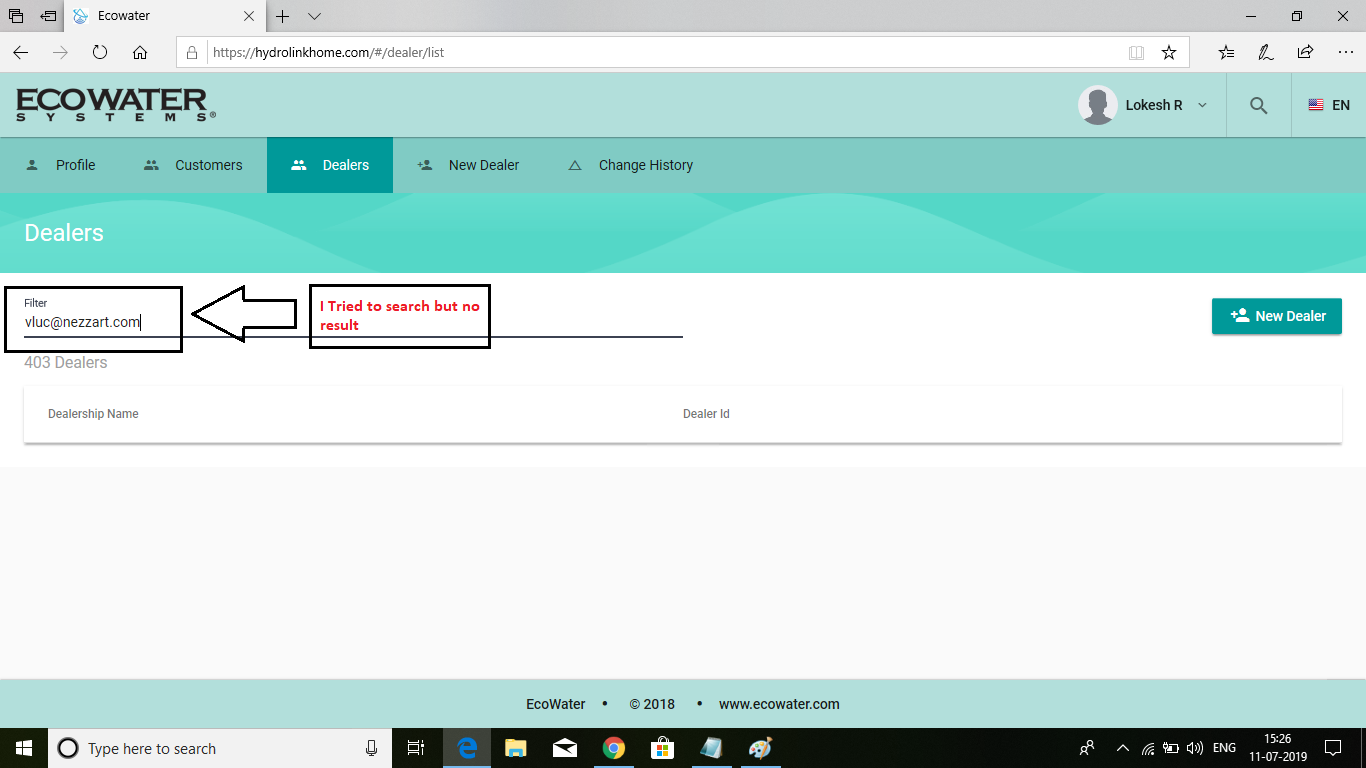 Ecowater
https://hydrolinkhome.com/#/dealer/list
ECOWATER
SYSTEMS®
Lokesh R
EN
Profile
Customers
Dealers
New Dealer
Change History
Dealers
Filter
vluc@nezzart.com
I Tried to search but no
result
New Dealer
403 Dealers
Dealership Name
Dealer Id
EcoWater • © 2018 • www.ecowater.com
Type here to search
ENG
15:26
11-07-2019